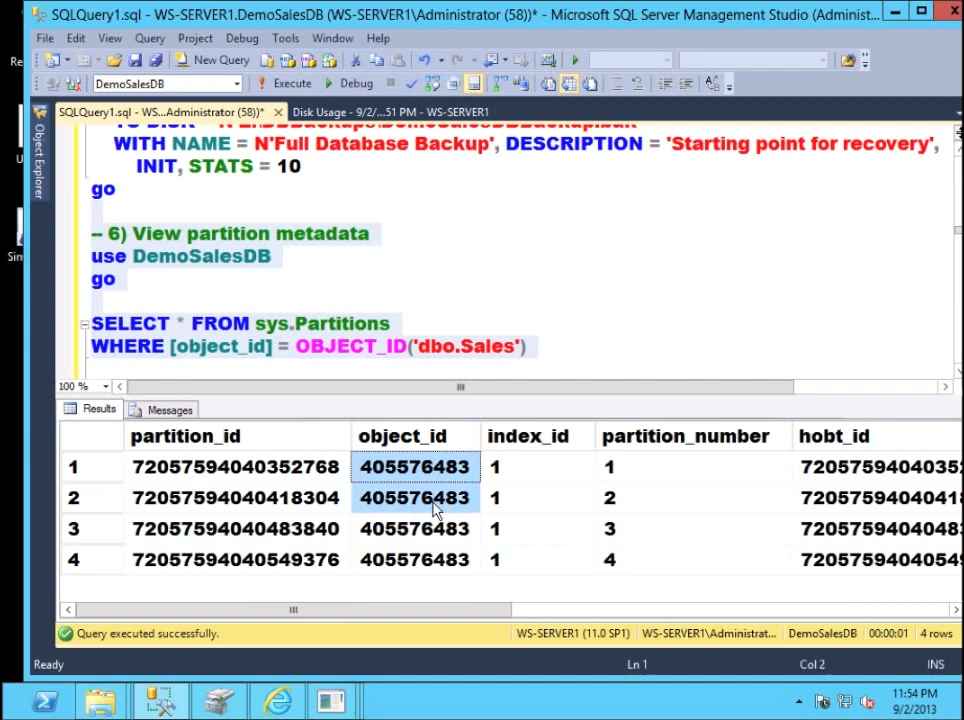 SQLQuery1.sql - WS-SERVER1.DemoSalesDB (WS-SERVER1\Administrator (58))* - Microsoft SQL Server Management Studio (Administ...
File Edit View Query Project Debug Tools Window Help
New Query
DemoSalesDB Execute Debug
SQLQuery1.sql - WS...Administrator (58))* Disk Usage - 9/2/...51 PM - WS-SERVER1
Object Explorer
WITH NAME = N'Full Database Backup', DESCRIPTION = 'Starting point for recovery',
INIT, STATS = 10
go
-- 6) View partition metadata
use DemoSalesDB
go
SELECT * FROM sys.Partitions
WHERE [object_id] = OBJECT_ID('dbo.Sales')
100 %
Results Messages
partition_id object_id index_id partition_number hobt_id
1 72057594040352768 405576483 1 1 7205759404035
2 72057594040418304 405576483 1 2 7205759404041
3 72057594040483840 405576483 1 3 7205759404048
4 72057594040549376 405576483 1 4 7205759404054
Query executed successfully. WS-SERVER1 (11.0 SP1) WS-SERVER1\Administrat... DemoSalesDB 00:00:01 4 rows
Ready Ln 1 Col 2 INS
11:54 PM
9/2/2013